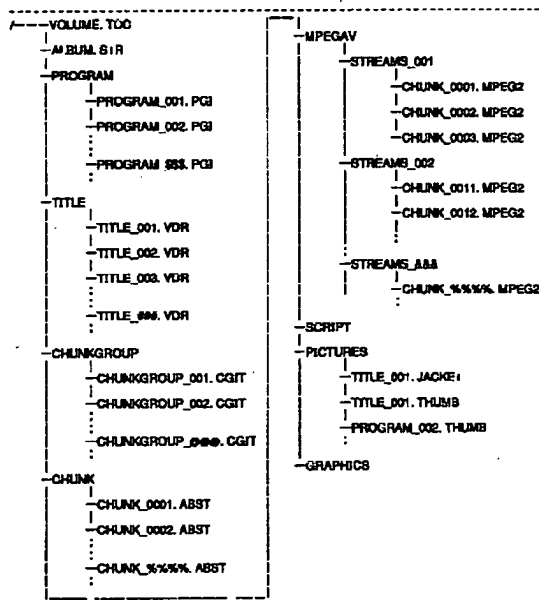 VOLUME. TOC
ALBUM. STR
PROGRAM
PROGRAM_001. PGI
PROGRAM_002. PGI
PROGRAM_$$$. PGI
TITLE
TITLE_001. VDR
TITLE_002. VDR
TITLE_003. VDR
TITLE_###. VDR
CHUNKGROUP
CHUNKGROUP_001. CGIT
CHUNKGROUP_002. CGIT
CHUNKGROUP_@@@. CGIT
CHUNK
CHUNK_0001. ABST
CHUNK_0002. ABST
CHUNK_%%%%. ABST
MPEGAV
STREAMS_001
CHUNK_0001. MPEG2
CHUNK_0002. MPEG2
CHUNK_0003. MPEG2
STREAMS_002
CHUNK_0011. MPEG2
CHUNK_0012. MPEG2
STREAMS_&&&
CHUNK_%%%%. MPEG2
SCRIPT
PICTURES
TITLE_001. JACKET
TITLE_001. THUMB
PROGRAM_002. THUMB
GRAPHICS